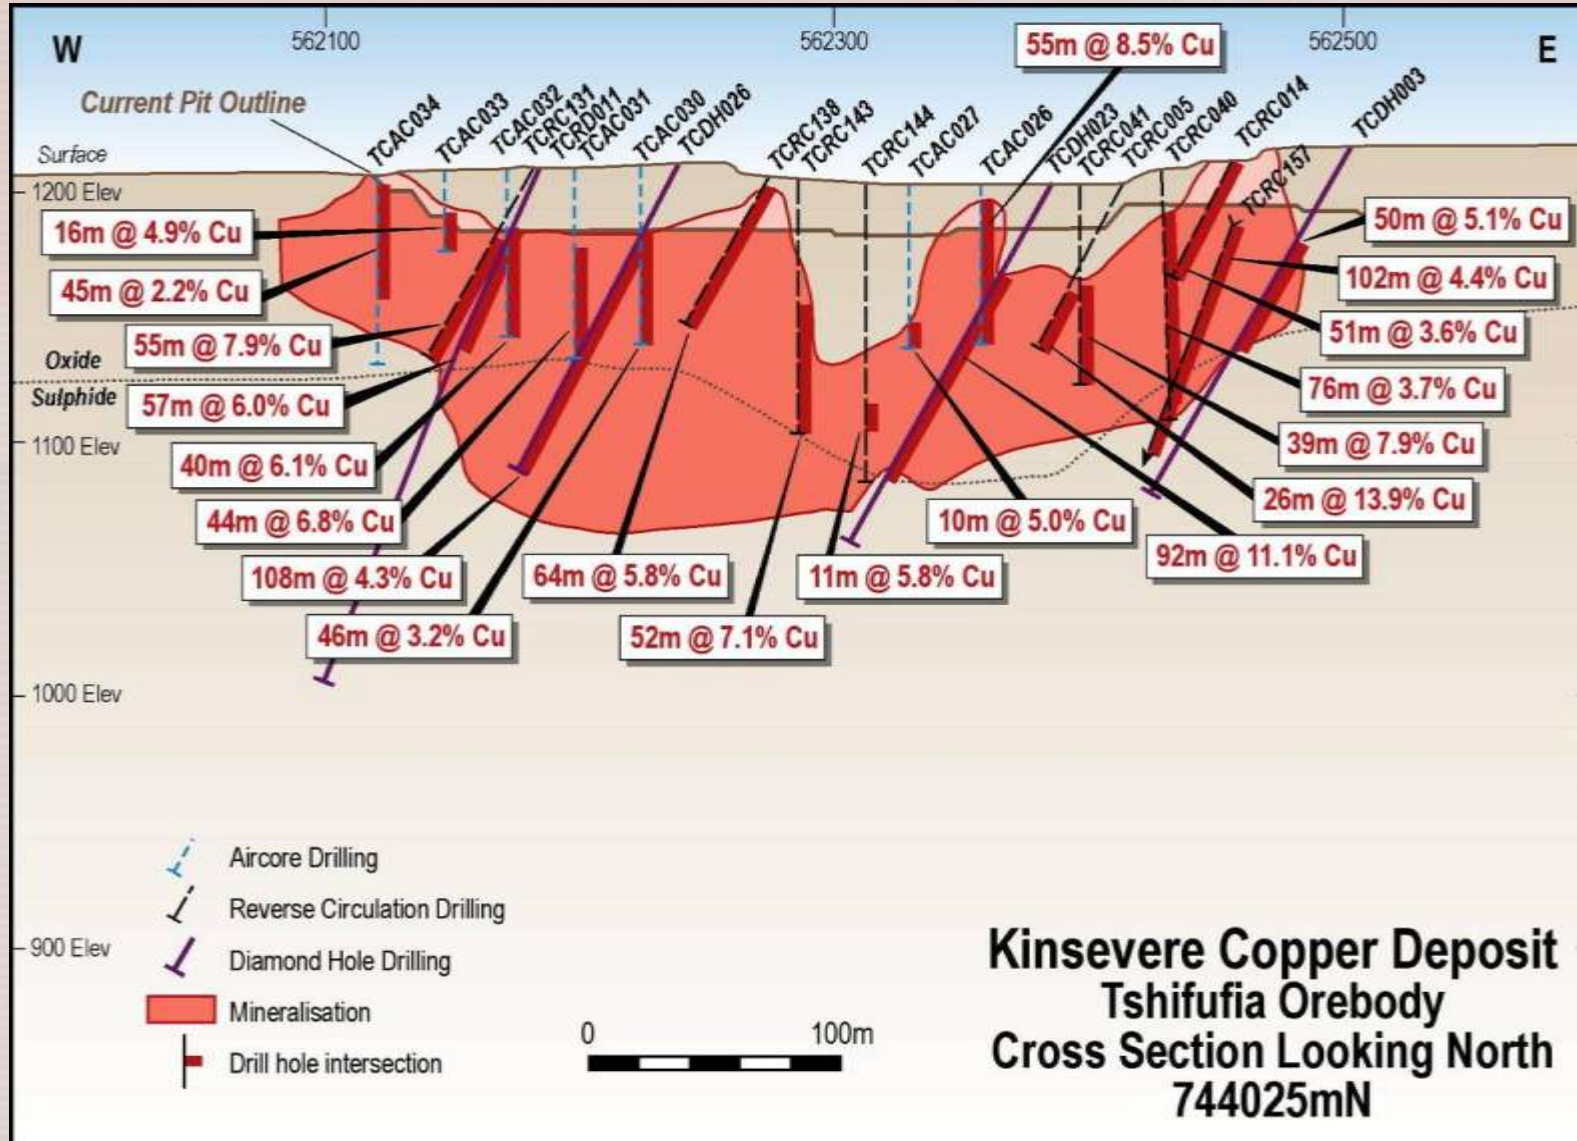 W
562100
562300
562500
E
55m @ 8.5% Cu
Current Pit Outline
TCAC034
TCAC033
TCAC032
TCRC131
TCRD011
TCAC031
TCAC030
TCDH026
TCRC138
TCRC143
TCRC144
TCAC027
TCAC026
TCDH023
TCRC041
TCRC005
TCRC040
TCRC014
TCRC157
TCDH003
Surface
1200 Elev
16m @ 4.9% Cu
45m @ 2.2% Cu
55m @ 7.9% Cu
Oxide
Sulphide
57m @ 6.0% Cu
1100 Elev
40m @ 6.1% Cu
44m @ 6.8% Cu
108m @ 4.3% Cu
46m @ 3.2% Cu
64m @ 5.8% Cu
52m @ 7.1% Cu
11m @ 5.8% Cu
10m @ 5.0% Cu
50m @ 5.1% Cu
102m @ 4.4% Cu
51m @ 3.6% Cu
76m @ 3.7% Cu
39m @ 7.9% Cu
26m @ 13.9% Cu
92m @ 11.1% Cu
1000 Elev
900 Elev
Aircore Drilling
Reverse Circulation Drilling
Diamond Hole Drilling
Mineralisation
Drill hole intersection
0 100m
Kinsevere Copper Deposit
Tshifufia Orebody
Cross Section Looking North
744025mN